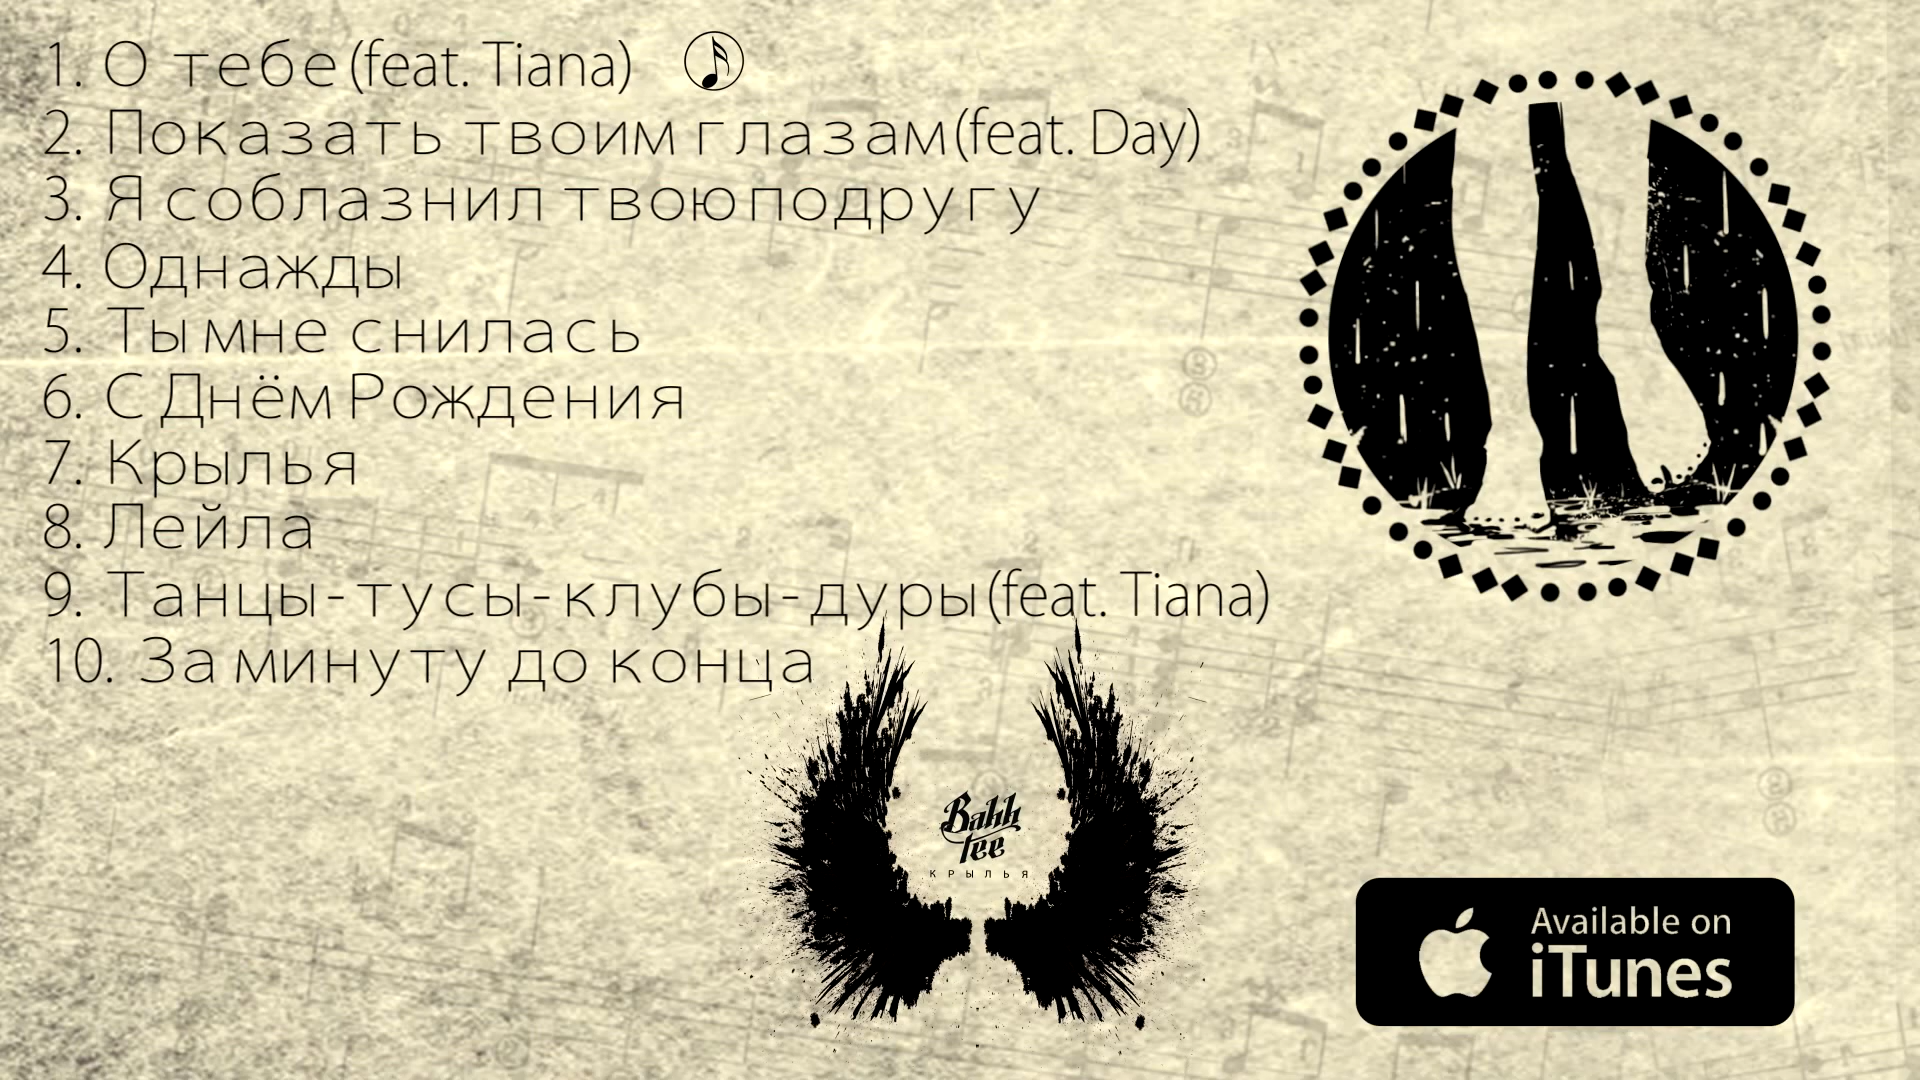 1. О тебе (feat. Tiana)
2. Показать твоим глазам (feat. Day)
3. Я соблазнил твою подругу
4. Однажды
5. Ты мне снилась
6. С Днём Рождения
7. Крылья
8. Лейла
9. Танцы-тусы-клубы-дуры (feat. Tiana)
10. За минуту до конца
Bahh
Tee
КРЫЛЬЯ
Available on
iTunes